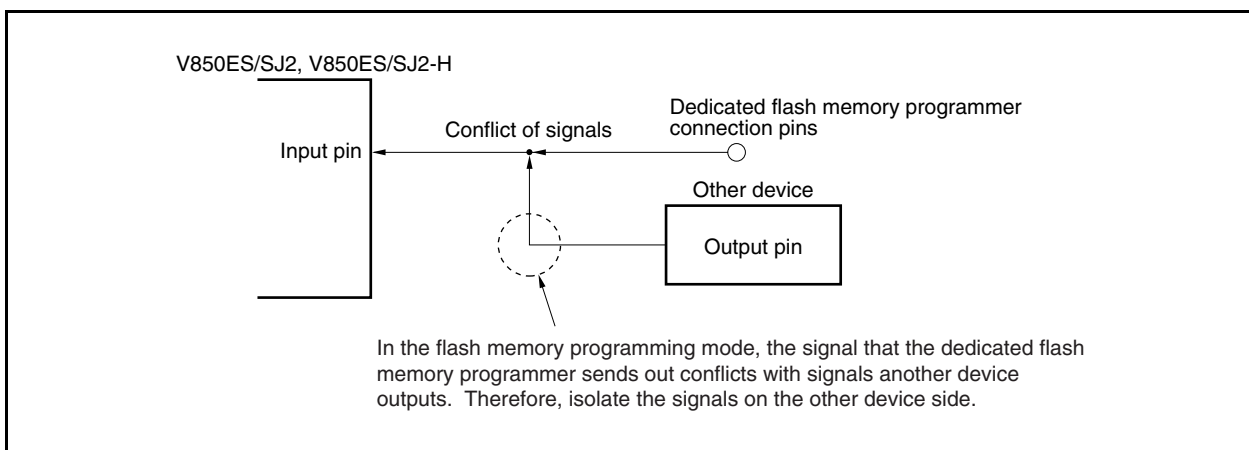 V850ES/SJ2, V850ES/SJ2-H
Dedicated flash memory programmer
connection pins
Conflict of signals
Input pin
Other device
Output pin
In the flash memory programming mode, the signal that the dedicated flash
memory programmer sends out conflicts with signals another device
outputs.  Therefore, isolate the signals on the other device side.